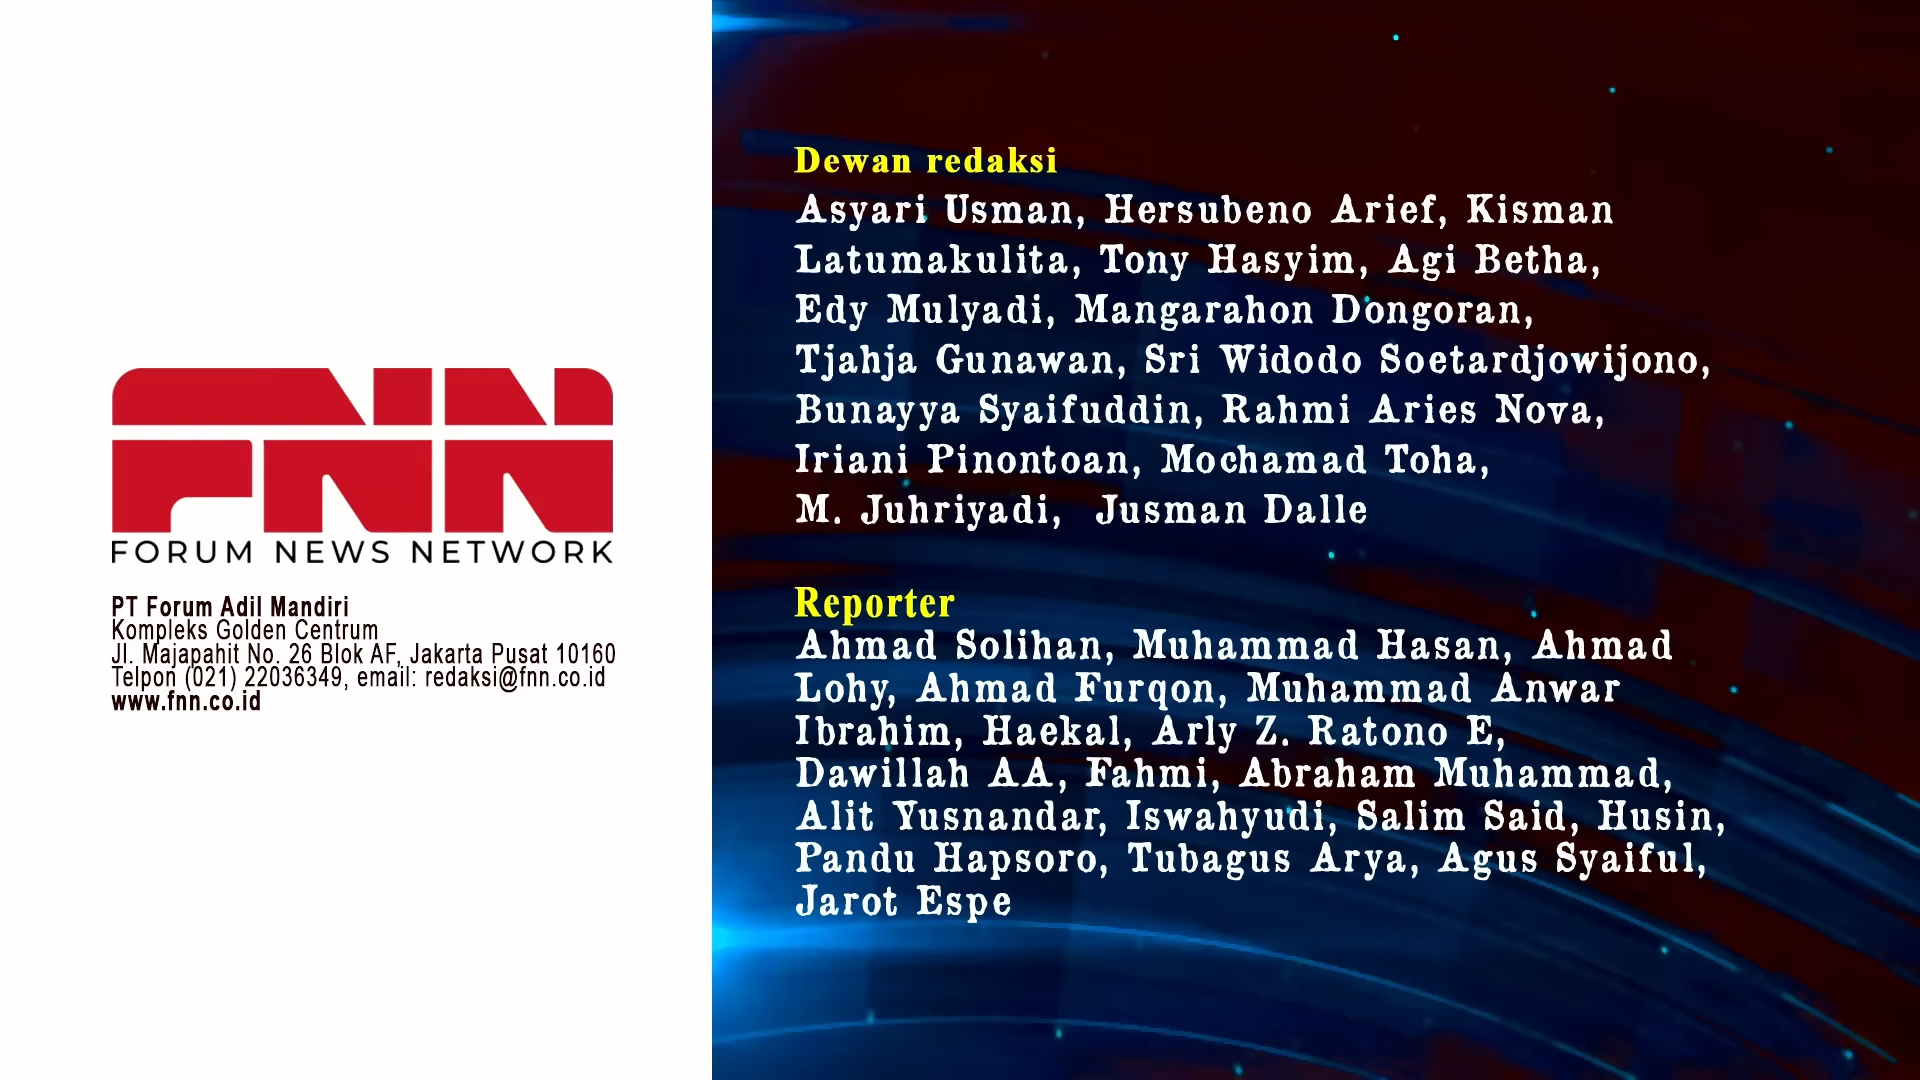 FNN
FORUM NEWS NETWORK
PT Forum Adil Mandiri
Kompleks Golden Centrum
Jl. Majapahit No. 26 Blok AF, Jakarta Pusat 10160
Telpon (021) 22036349, email: redaksi@fnn.co.id
www.fnn.co.id
Dewan redaksi
Asyari Usman, Hersubeno Arief, Kisman
Latumakulita, Tony Hasyim, Agi Betha,
Edy Mulyadi, Mangarahon Dongoran,
Tjahja Gunawan, Sri Widodo Soetardjowijono,
Bunayya Syaifuddin, Rahmi Aries Nova,
Iriani Pinontoan, Mochamad Toha,
M. Juhriyadi, Jusman Dalle
Reporter
Ahmad Solihan, Muhammad Hasan, Ahmad
Lohy, Ahmad Furqon, Muhammad Anwar
Ibrahim, Haekal, Arly Z. Ratono E,
Dawillah AA, Fahmi, Abraham Muhammad,
Alit Yusnandar, Iswahyudi, Salim Said, Husin,
Pandu Hapsoro, Tubagus Arya, Agus Syaiful,
Jarot Espe